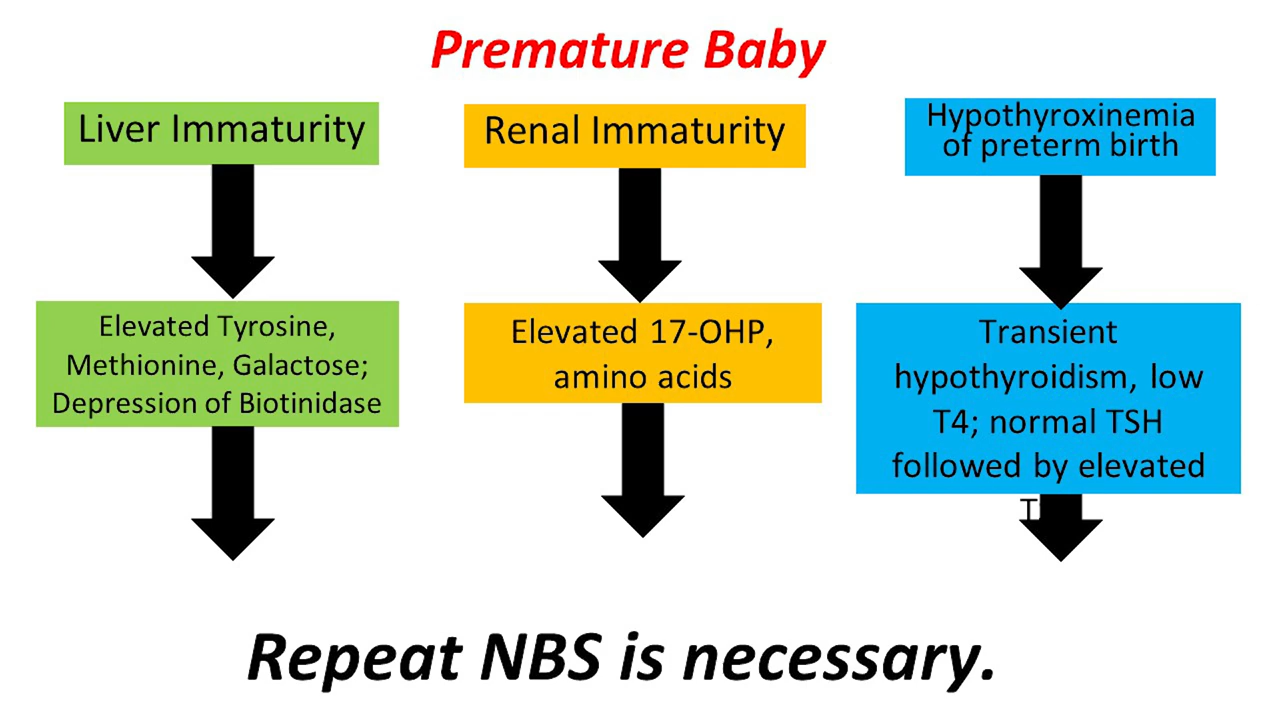 Premature Baby
Liver Immaturity
Elevated Tyrosine,
Methionine, Galactose;
Depression of Biotinidase
Renal Immaturity
Elevated 17-OHP,
amino acids
Hypothyroxinemia
of preterm birth
Transient
hypothyroidism, low
T4; normal TSH
followed by elevated
Repeat NBS is necessary.